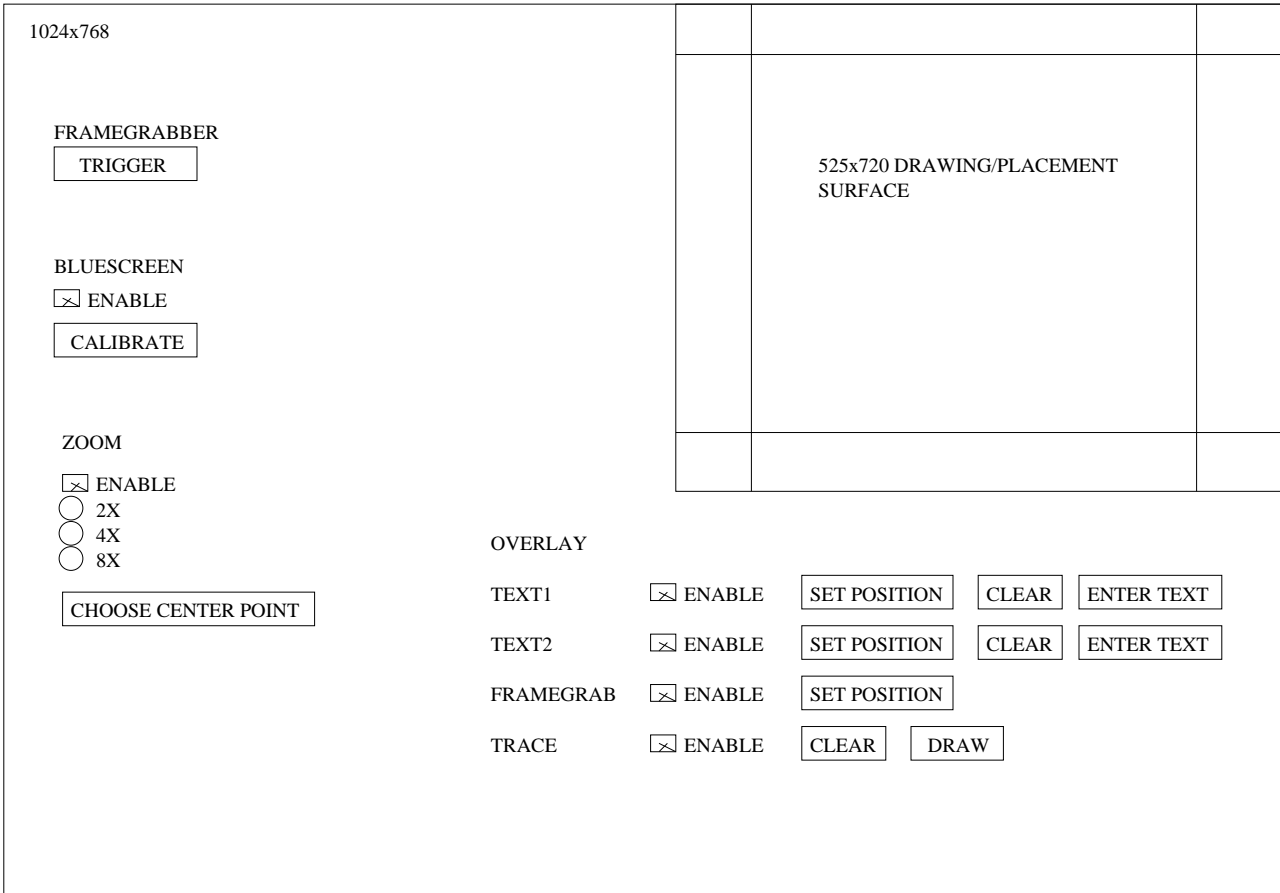 1024x768
FRAMEGRABBER
TRIGGER
525x720 DRAWING/PLACEMENT
SURFACE
BLUESCREEN
ENABLE
CALIBRATE
ZOOM
ENABLE
2X
4X
8X
CHOOSE CENTER POINT
OVERLAY
TEXT1 ENABLE SET POSITION CLEAR ENTER TEXT
TEXT2 ENABLE SET POSITION CLEAR ENTER TEXT
FRAMEGRAB ENABLE SET POSITION
TRACE ENABLE CLEAR DRAW